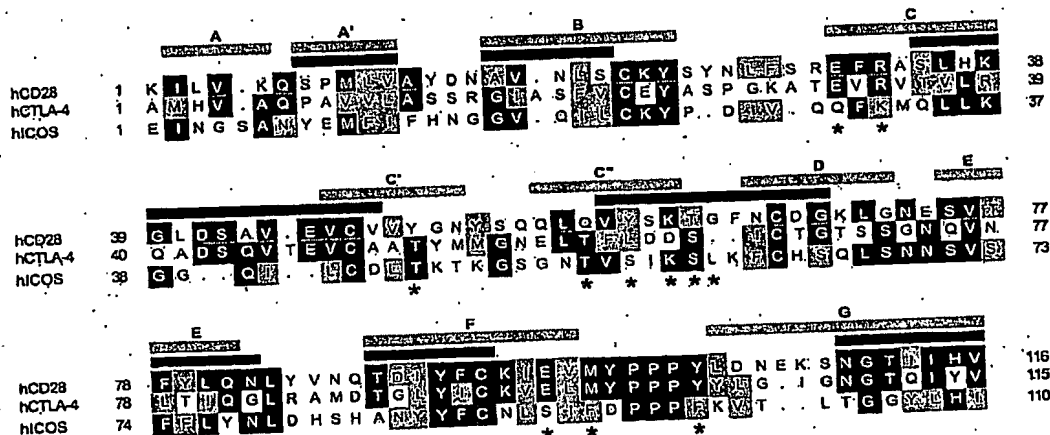 A A' B C
hCD28 1 K I L V . K Q S P M L V A Y D N A V . N L S C K Y S Y N L F S R E F R A S L H K 38
hCTLA-4 1 A M H V . A Q P A V V L A S S R G I A S F V C E Y A S P G K A T E V R V T V L R 39
hICOS 1 E I N G S A N Y E M F I F H N G G V . Q I L C K Y P . D I V . Q Q F K M Q L L K 37
* *
C' C" D E
hCD28 39 G L D S A V . E V C V V Y G N Y S Q Q L Q V Y S K T G F N C D G K L G N E S V T 77
hCTLA-4 40 Q A D S Q V T E V C A A T Y M M G N E L T F L D D S . . I C T G T S S G N Q V N 77
hICOS 38 G G . . Q I . L C D L T K T K G S G N T V S I K S L K F C H S Q L S N N S V S 73
* * * * * *
E F G
hCD28 78 F Y L Q N L Y V N Q T D I Y F C K I E V M Y P P P Y L D N E K S N G T I I H V 116
hCTLA-4 78 L T I Q G L R A M D T G L Y I C K V E L M Y P P P Y Y L G . I G N G T Q I Y V 115
hICOS 74 F F L Y N L D H S H A N Y Y F C N L S I F D P P P F K V T . . L T G G Y L H I 110
* * *